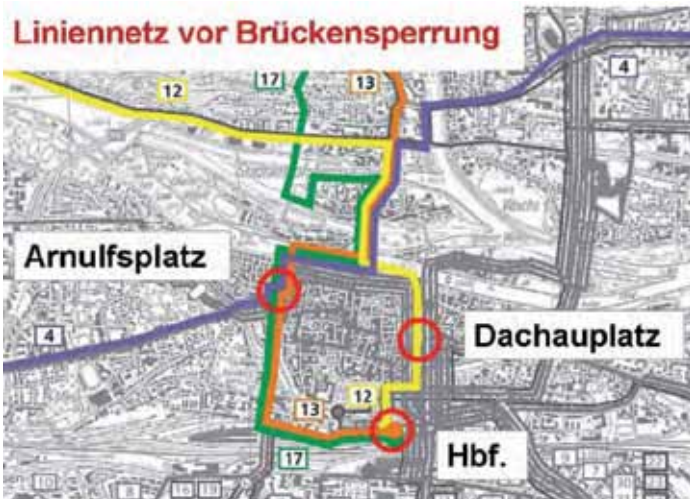 Liniennetz vor Brückensperrung
17
13
4
12
Arnulfsplatz
Dachauplatz
4
12
13
Hbf.
17